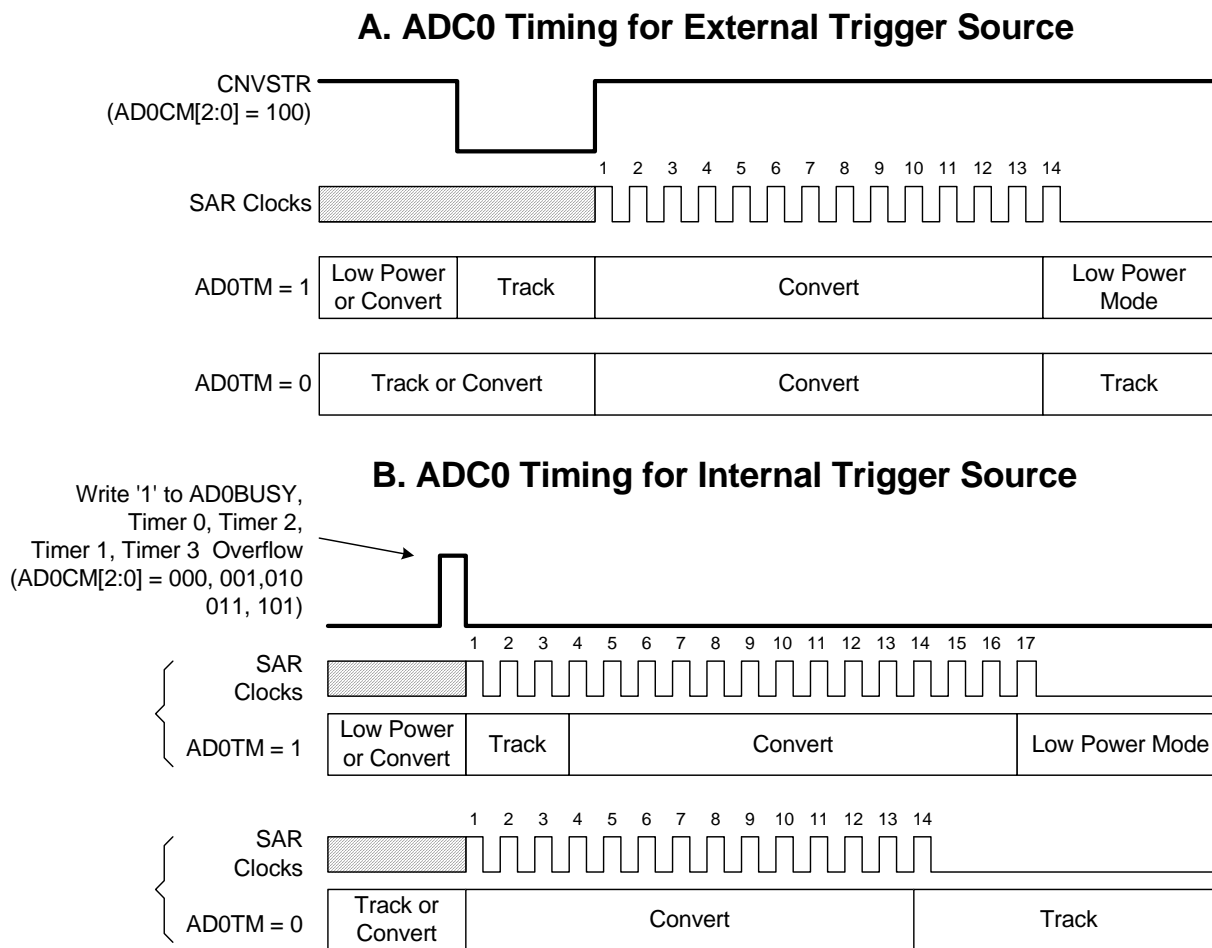 A. ADC0 Timing for External Trigger Source
CNVSTR
(AD0CM[2:0] = 100)
1 2 3 4 5 6 7 8 9 10 11 12 13 14
SAR Clocks
AD0TM = 1
Low Power
or Convert
Track
Convert
Low Power
Mode
AD0TM = 0
Track or Convert
Convert
Track
B. ADC0 Timing for Internal Trigger Source
Write '1' to AD0BUSY,
Timer 0, Timer 2,
Timer 1, Timer 3 Overflow
(AD0CM[2:0] = 000, 001,010
011, 101)
1 2 3 4 5 6 7 8 9 10 11 12 13 14 15 16 17
SAR
Clocks
AD0TM = 1
Low Power
or Convert
Track
Convert
Low Power Mode
1 2 3 4 5 6 7 8 9 10 11 12 13 14
SAR
Clocks
AD0TM = 0
Track or
Convert
Convert
Track